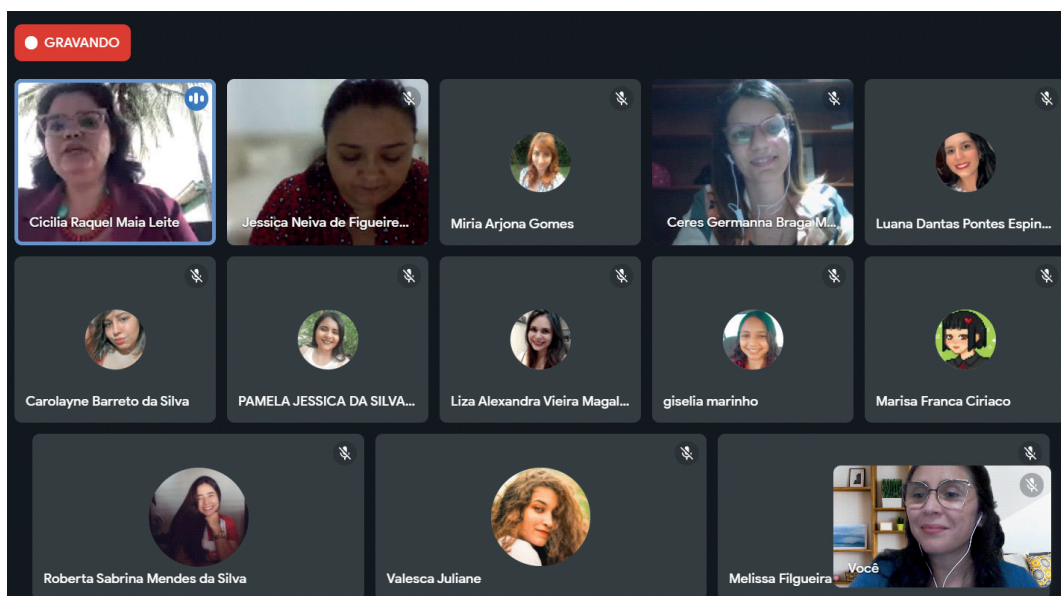 GRAVANDO
Cicilia Raquel Maia Leite
Jessica Neiva de Figueire...
Miria Arjona Gomes
Ceres Germanna Braga M...
Luana Dantas Pontes Espin...
Carolayne Barreto da Silva
PAMELA JESSICA DA SILVA...
Liza Alexandra Vieira Magal...
giselia marinho
Marisa Franca Ciriaco
Roberta Sabrina Mendes da Silva
Valesca Juliane
Melissa Filgueira
Você